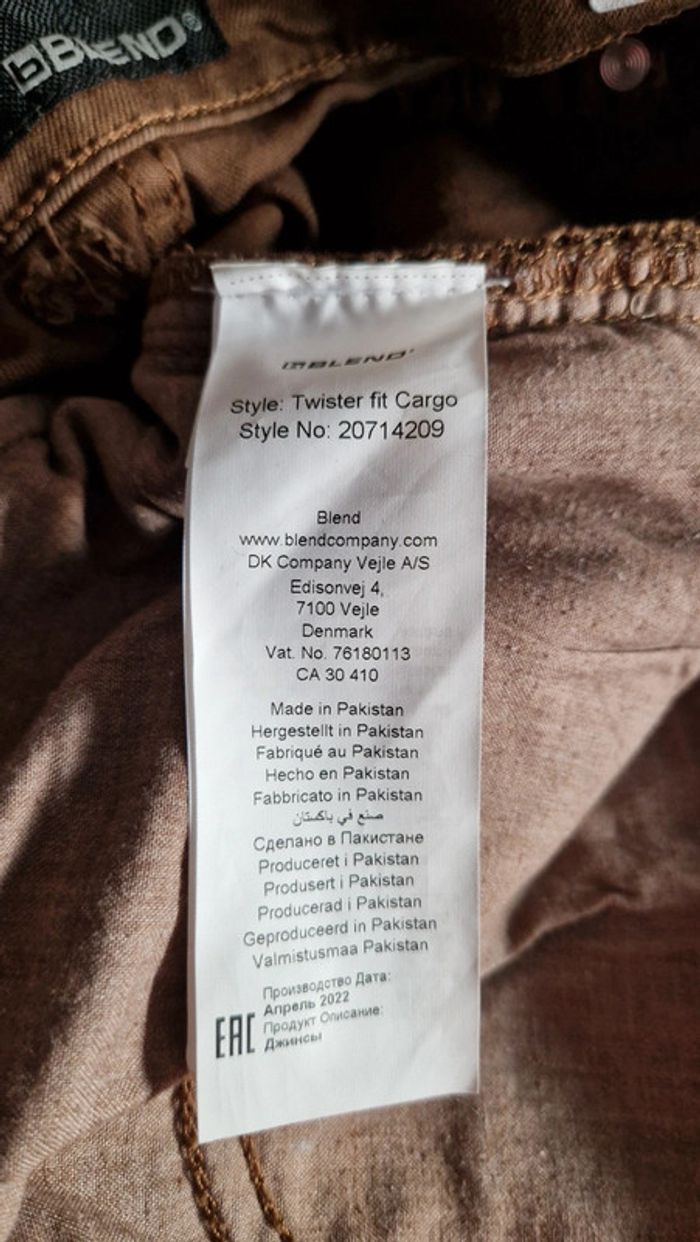 BLEND®
BLEND
Style: Twister fit Cargo
Style No: 20714209
Blend
www.blendcompany.com
DK Company Vejle A/S
Edisonvej 4,
7100 Vejle
Denmark
Vat. No. 76180113
CA 30 410
Made in Pakistan
Hergestellt in Pakistan
Fabriqué au Pakistan
Hecho en Pakistan
Fabbricato in Pakistan
صنع في باكستان
Сделано в Пакистане
Produceret i Pakistan
Produsert i Pakistan
Producerad i Pakistan
Geproduceerd in Pakistan
Valmistusmaa Pakistan
Производство Дата:
Апрель 2022
Продукт Описание:
Джинсы
EAC